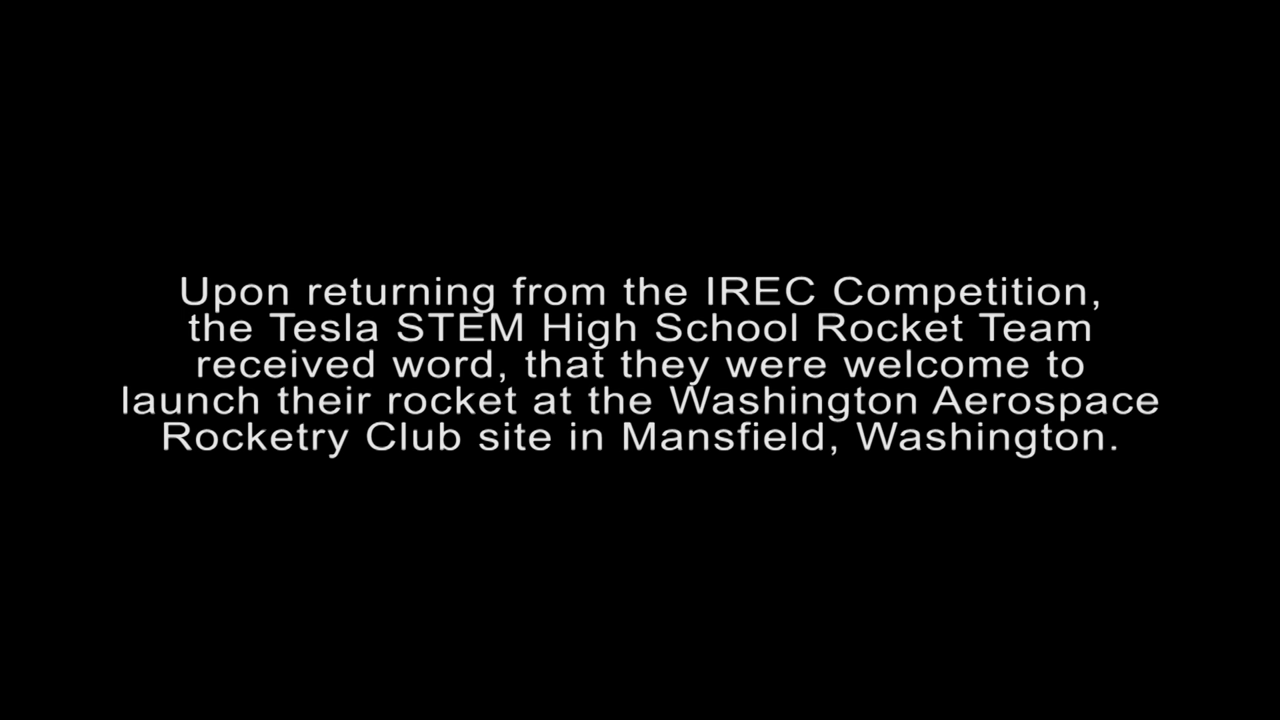 Upon returning from the IREC Competition,
the Tesla STEM High School Rocket Team
received word, that they were welcome to
launch their rocket at the Washington Aerospace
Rocketry Club site in Mansfield, Washington.